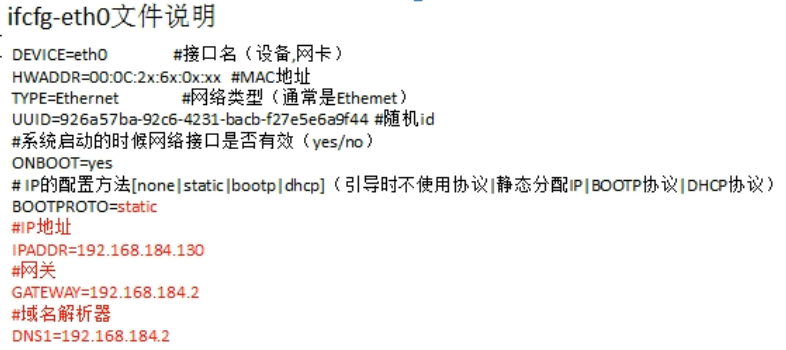 ifcfg-eth0文件说明
DEVICE=eth0 #接口名（设备,网卡）
HWADDR=00:0C:2x:6x:0x:xx #MAC地址
TYPE=Ethernet #网络类型（通常是Ethemet）
UUID=926a57ba-92c6-4231-bacb-f27e5e6a9f44 #随机id
#系统启动的时候网络接口是否有效（yes/no）
ONBOOT=yes
# IP的配置方法[none|static|bootp|dhcp]（引导时不使用协议|静态分配IP|BOOTP协议|DHCP协议）
BOOTPROTO=static
#IP地址
IPADDR=192.168.184.130
#网关
GATEWAY=192.168.184.2
#域名解析器
DNS1=192.168.184.2